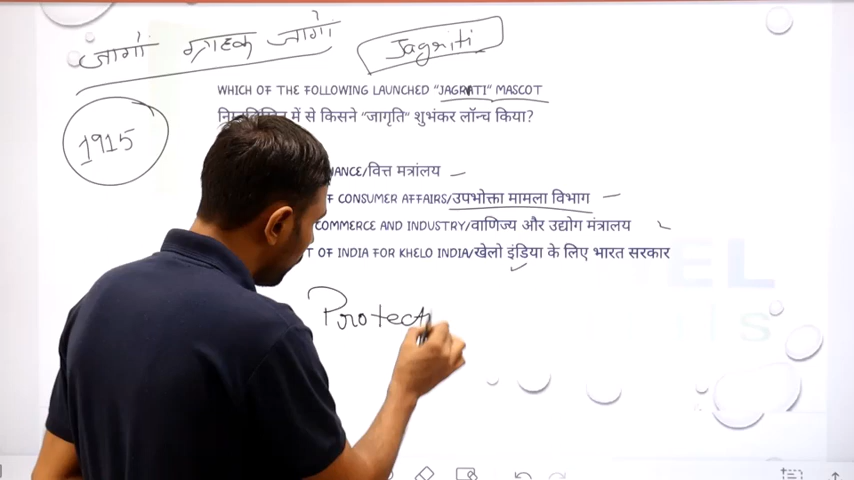 जागो ग्राहक जागो
Jagriti
WHICH OF THE FOLLOWING LAUNCHED "JAGRATI" MASCOT
में से किसने "जागृति" शुभंकर लॉन्च किया?
1915
NANCE/वित्त मत्रांलय
F CONSUMER AFFAIRS/उपभोक्ता मामला विभाग
COMMERCE AND INDUSTRY/वाणिज्य और उद्योग मंत्रालय
T OF INDIA FOR KHELO INDIA/खेलो इंडिया के लिए भारत सरकार
Protect